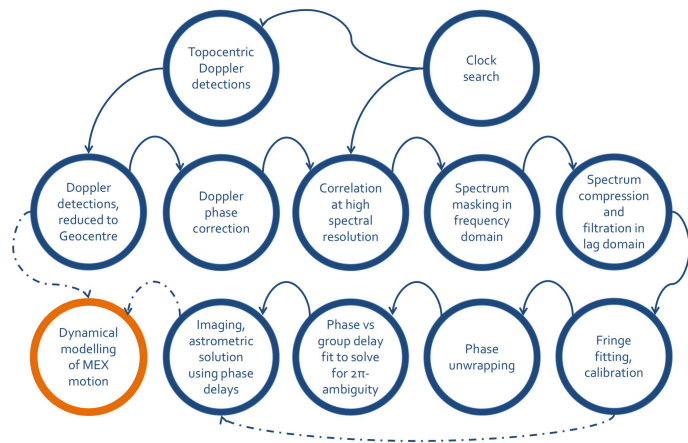 Topocentric
Doppler
detections
Clock
search
Doppler
detections,
reduced to
Geocentre
Doppler
phase
correction
Correlation
at high
spectral
resolution
Spectrum
masking in
frequency
domain
Spectrum
compression
and
filtration in
lag domain
Dynamical
modelling
of MEX
motion
Imaging,
astrometric
solution
using phase
delays
Phase vs
group delay
fit to solve
for 2π-
ambiguity
Phase
unwrapping
Fringe
fitting,
calibration